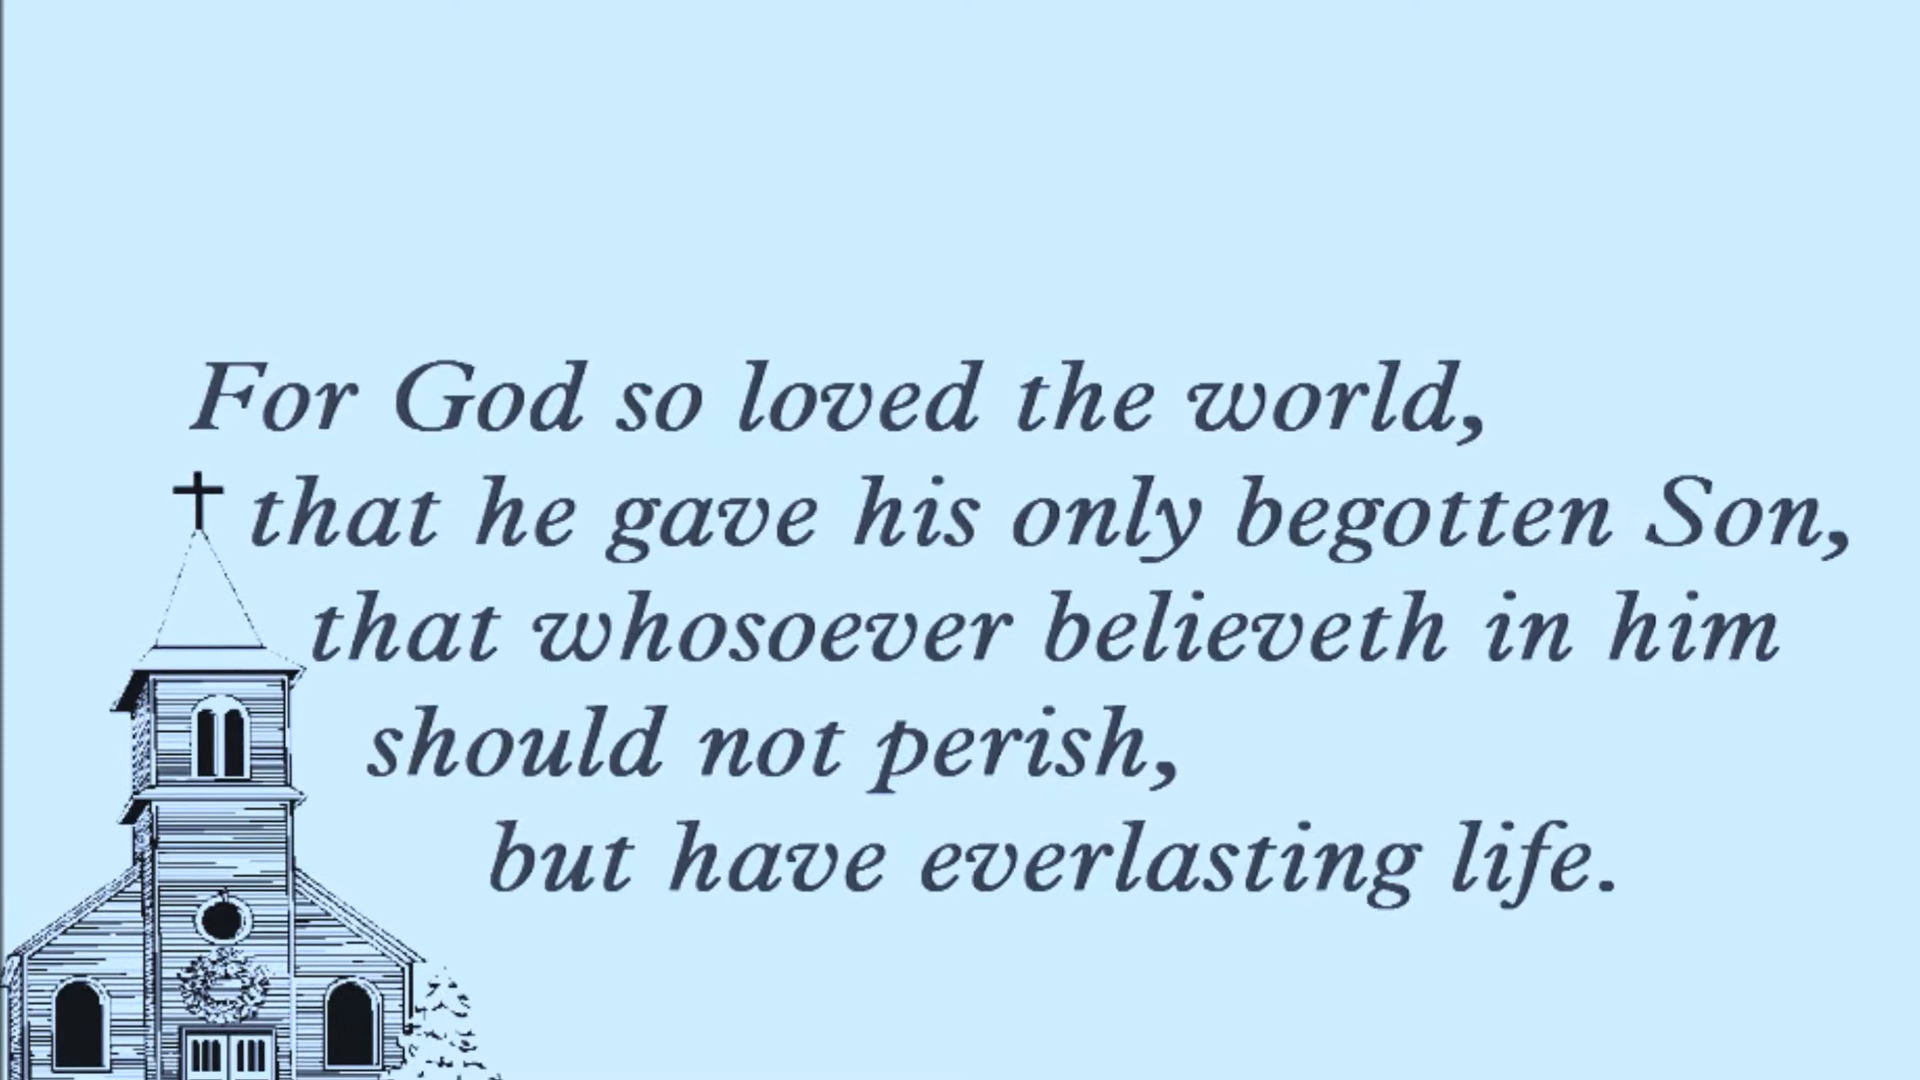 For God so loved the world,
that he gave his only begotten Son,
that whosoever believeth in him
should not perish,
but have everlasting life.